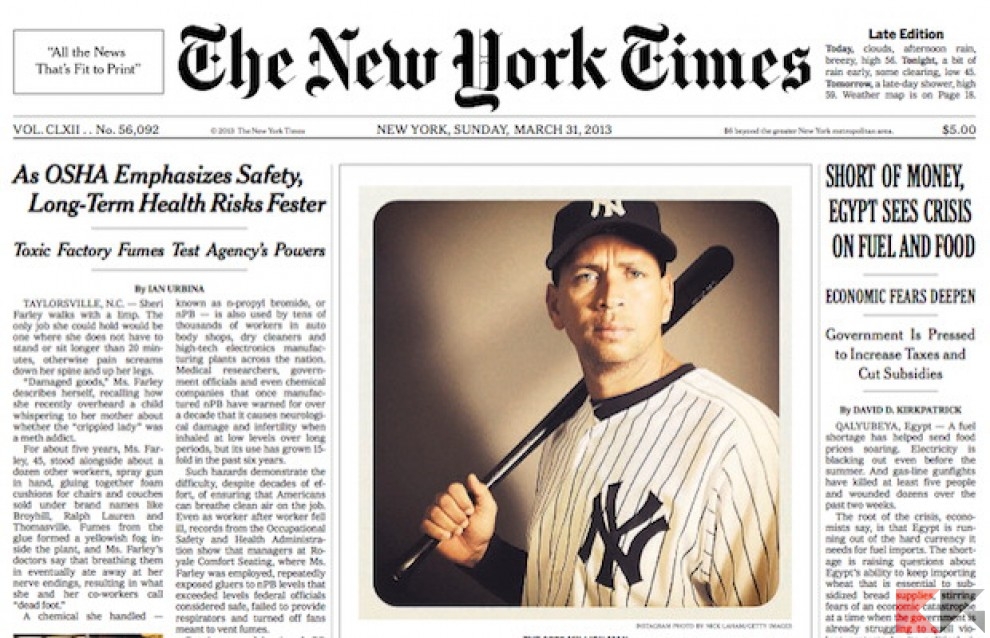 "All the News
That's Fit to Print"
The New York Times
Late Edition
Today, clouds, afternoon rain,
breezy, high 56. Tonight, a bit of
rain early, some clearing, low 45.
Tomorrow, a late-day shower, high
59. Weather map is on Page 18.
VOL. CLXII . . No. 56,092
© 2013 The New York Times
NEW YORK, SUNDAY, MARCH 31, 2013
$6 beyond the greater New York metropolitan area.
$5.00
As OSHA Emphasizes Safety,
Long-Term Health Risks Fester
Toxic Factory Fumes Test Agency's Powers
By IAN URBINA
TAYLORSVILLE, N.C. — Sheri
Farley walks with a limp. The
only job she could hold would be
one where she does not have to
stand or sit longer than 20 min-
utes, otherwise pain screams
down her spine and up her legs.
"Damaged goods," Ms. Farley
describes herself, recalling how
she recently overheard a child
whispering to her mother about
whether the "crippled lady" was
a meth addict.
For about five years, Ms. Far-
ley, 45, stood alongside about a
dozen other workers, spray gun
in hand, gluing together foam
cushions for chairs and couches
sold under brand names like
Broyhill, Ralph Lauren and
Thomasville. Fumes from the
glue formed a yellowish fog in-
side the plant, and Ms. Farley's
doctors say that breathing them
in eventually ate away at her
nerve endings, resulting in what
she and her co-workers call
"dead foot."
A chemical she handled —
known as n-propyl bromide, or
nPB — is also used by tens of
thousands of workers in auto
body shops, dry cleaners and
high-tech electronics manufac-
turing plants across the nation.
Medical researchers, govern-
ment officials and even chemical
companies that once manufac-
tured nPB have warned for over
a decade that it causes neurologi-
cal damage and infertility when
inhaled at low levels over long
periods, but its use has grown 15-
fold in the past six years.
Such hazards demonstrate the
difficulty, despite decades of ef-
fort, of ensuring that Americans
can breathe clean air on the job.
Even as worker after worker fell
ill, records from the Occupational
Safety and Health Administra-
tion show that managers at Ro-
yale Comfort Seating, where Ms.
Farley was employed, repeatedly
exposed gluers to nPB levels that
exceeded levels federal officials
considered safe, failed to provide
respirators and turned off fans
meant to vent fumes.
NY
NY
INSTAGRAM PHOTO BY NICK LAHAM/GETTY IMAGES
SHORT OF MONEY,
EGYPT SEES CRISIS
ON FUEL AND FOOD
ECONOMIC FEARS DEEPEN
Government Is Pressed
to Increase Taxes and
Cut Subsidies
By DAVID D. KIRKPATRICK
QALYUBEYA, Egypt — A fuel
shortage has helped send food
prices soaring. Electricity is
blacking out even before the
summer. And gas-line gunfights
have killed at least five people
and wounded dozens over the
past two weeks.
The root of the crisis, econo-
mists say, is that Egypt is run-
ning out of the hard currency it
needs for fuel imports. The short-
age is raising questions about
Egypt's ability to keep importing
wheat that is essential to sub-
sidized bread supplies, stirring
fears of an economic catastrophe
at a time when the government is
already struggling to quell vio-